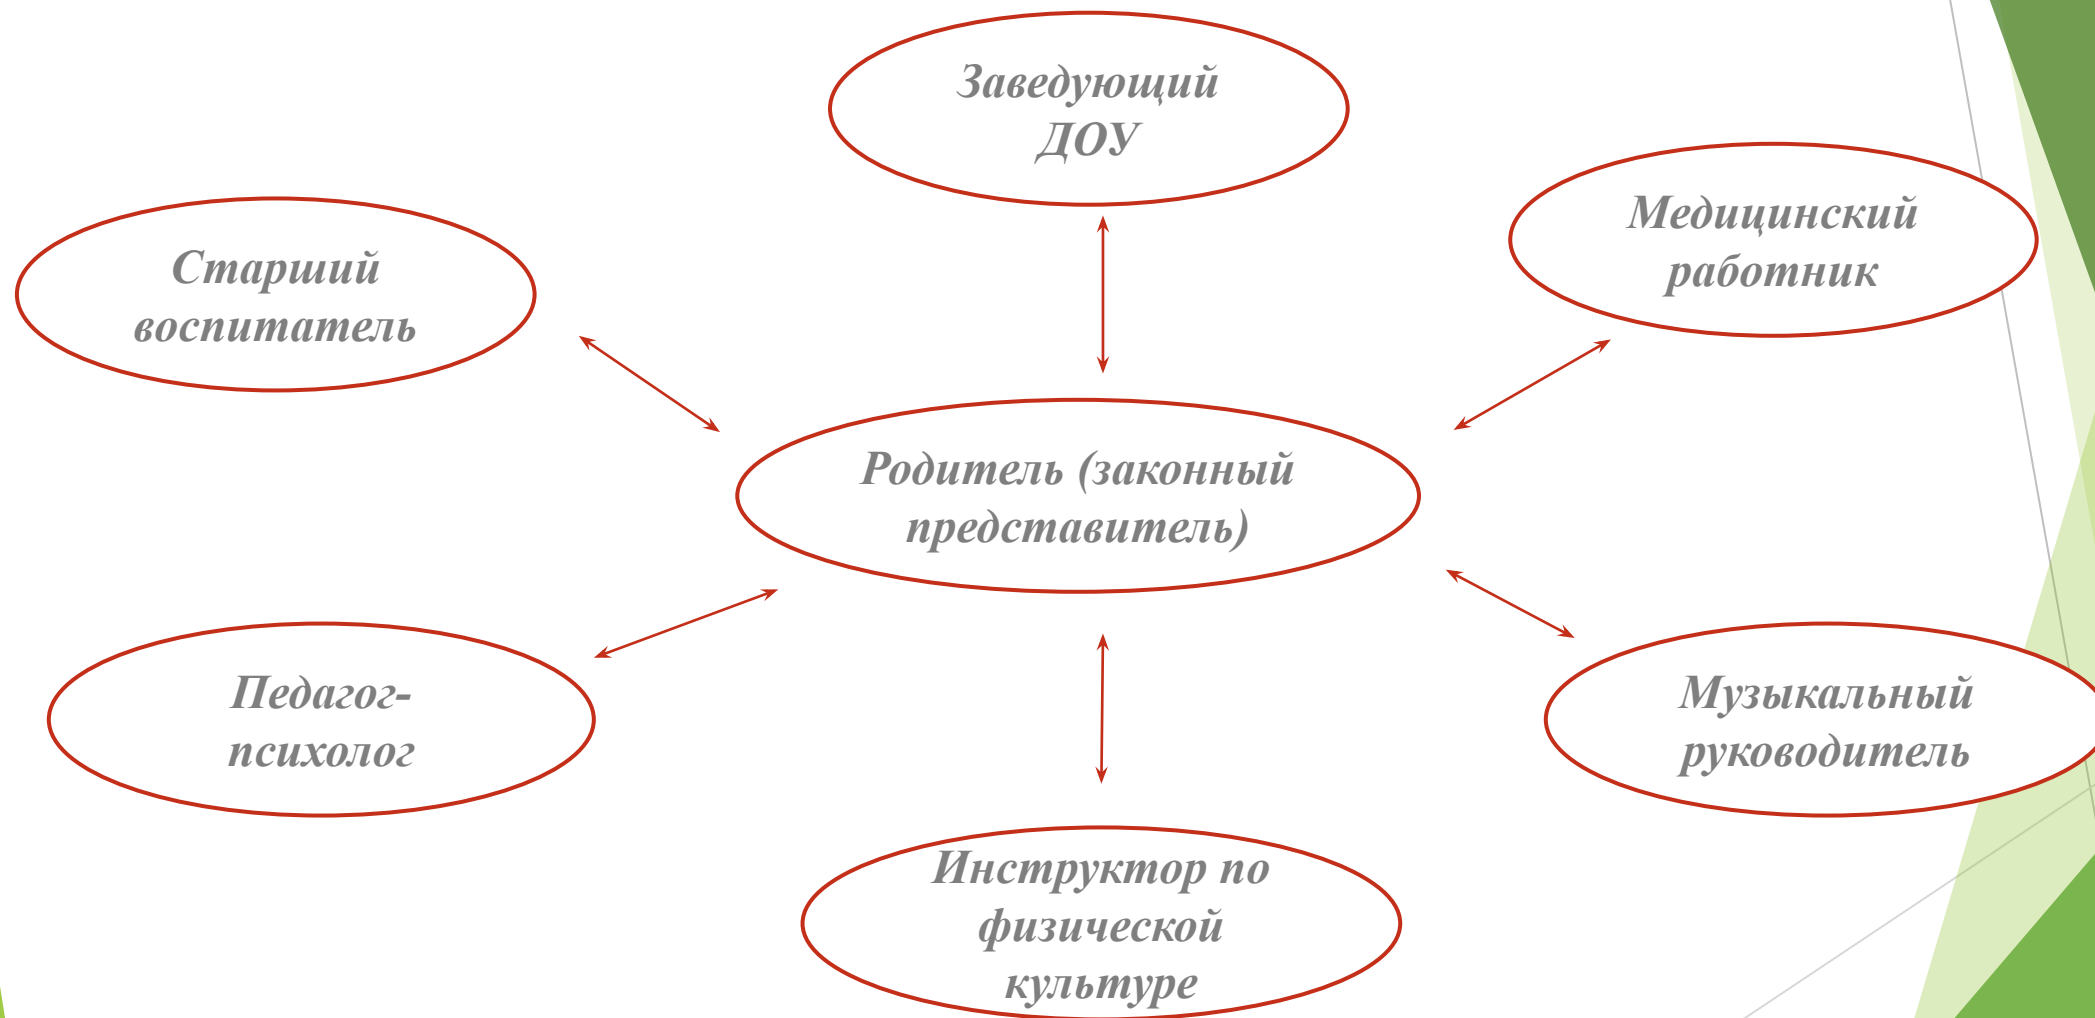 Заведующий
ДОУ
Медицинский
работник
Старший
воспитатель
Родитель (законный
представитель)
Педагог-
психолог
Музыкальный
руководитель
Инструктор по
физической
культуре